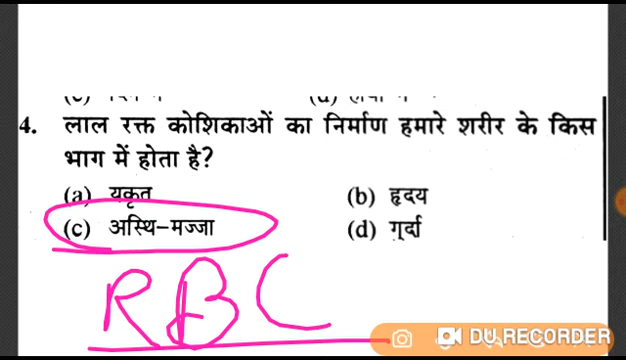 4. लाल रक्त कोशिकाओं का निर्माण हमारे शरीर के किस
भाग में होता है?
(a) यकृत (b) हृदय
(c) अस्थि-मज्जा (d) गुर्दा
RBC
DU RECORDER